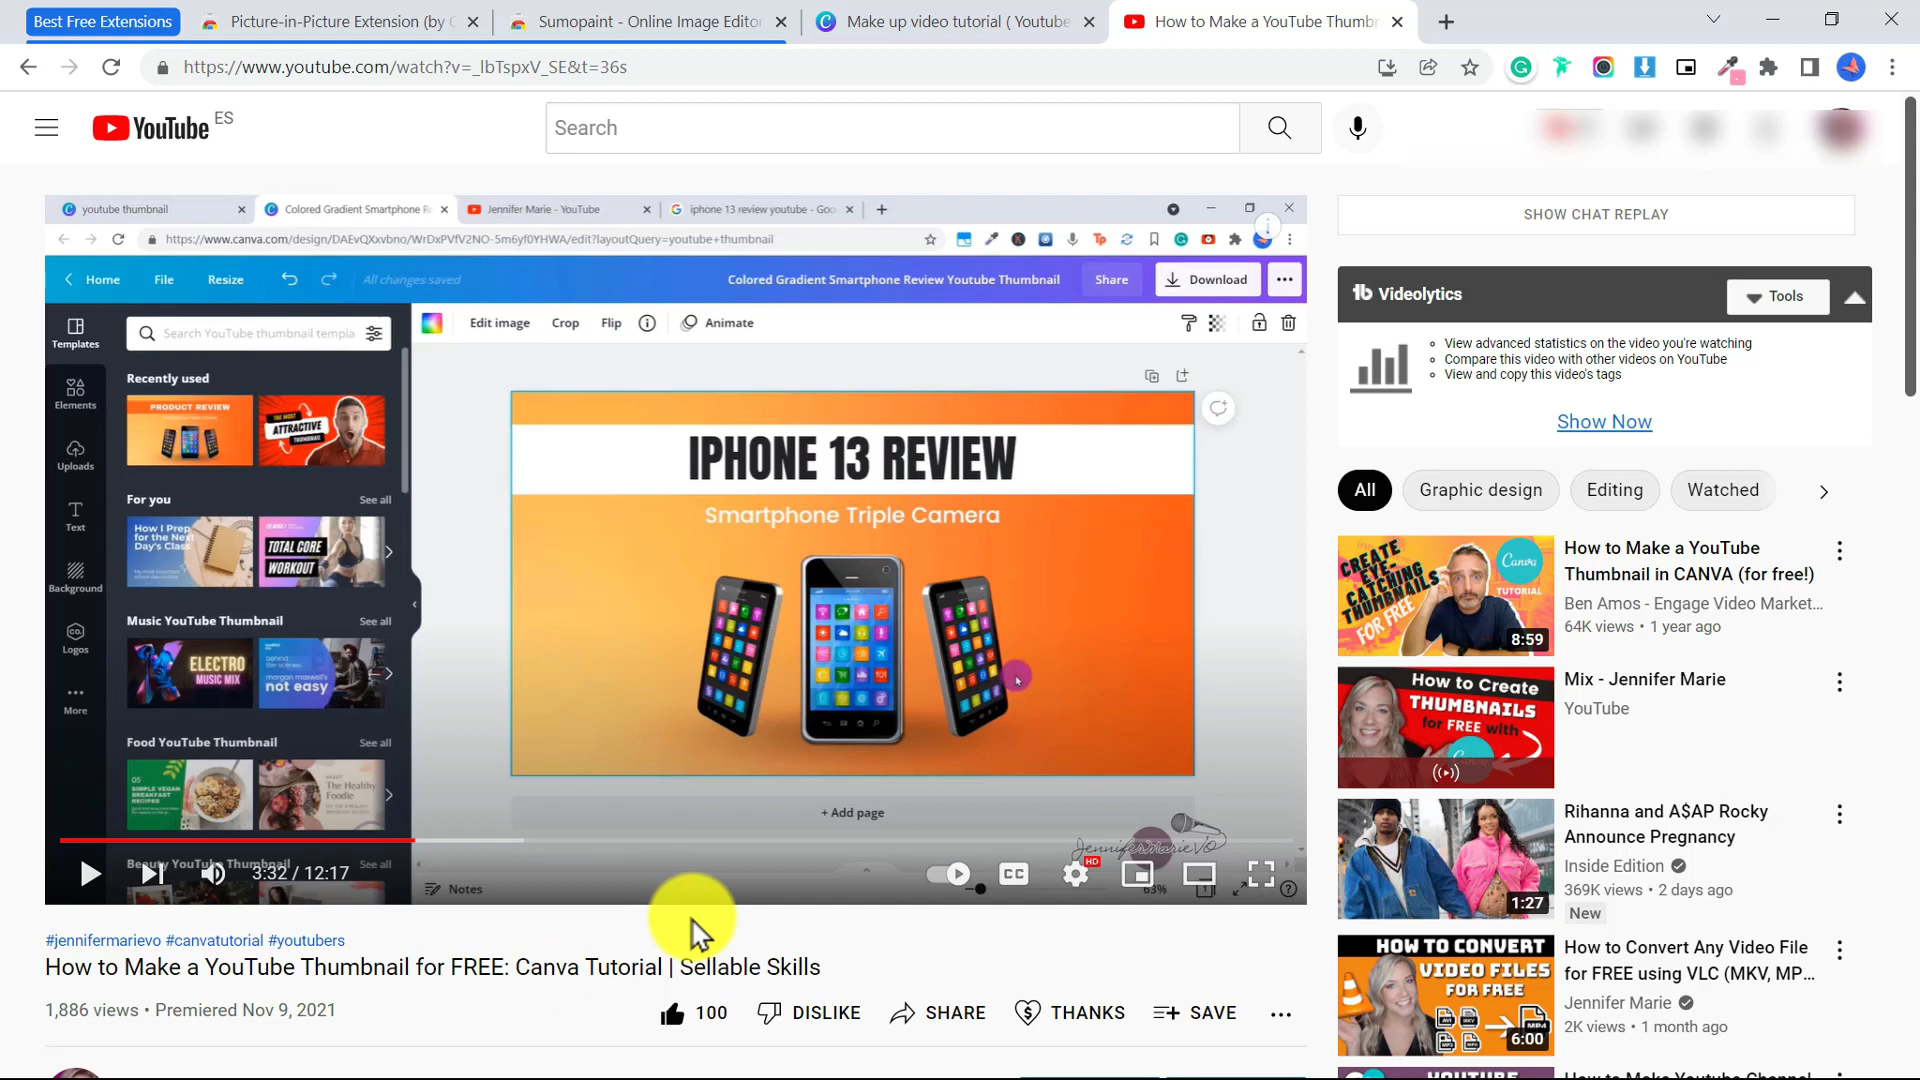 Best Free Extensions
Picture-in-Picture Extension (by G
Sumopaint - Online Image Editor
Make up video tutorial ( Youtube
How to Make a YouTube Thumbn
https://www.youtube.com/watch?v=_lbTspxV_SE&t=36s
YouTube ES
Search
youtube thumbnail
Colored Gradient Smartphone R
Jennifer Marie - YouTube
iphone 13 review youtube - Goo
https://www.canva.com/design/DAEvQXxvbno/WrDxPVfV2NO-5m6yf0YHWA/edit?layoutQuery=youtube+thumbnail
Home
File
Resize
All changes saved
Colored Gradient Smartphone Review Youtube Thumbnail
Share
Download
Templates
Elements
Uploads
Text
Background
CO.
Logos
More
Search YouTube thumbnail templa
Recently used
PRODUCT REVIEW
THE MOST
ATTRACTIVE
THUMBNAIL
For you
See all
How I Prep
for the Next
Day's Class
TOTAL CORE
WORKOUT
Music YouTube Thumbnail
See all
ELECTRO
MUSIC MIX
behind
the scenes
morgan maxwell's
not easy
Food YouTube Thumbnail
See all
05
SIMPLE VEGAN
BREAKFAST
RECIPES
The Healthy
Foodie
Beauty YouTube Thumbnail
See all
Edit image
Crop
Flip
Animate
IPHONE 13 REVIEW
Smartphone Triple Camera
+ Add page
JenniferMarieVO
3:32 / 12:17
Notes
CC
HD
63%
#jennifermarievo #canvatutorial #youtubers
How to Make a YouTube Thumbnail for FREE: Canva Tutorial | Sellable Skills
1,886 views • Premiered Nov 9, 2021
100
DISLIKE
SHARE
THANKS
SAVE
SHOW CHAT REPLAY
tb Videolytics
Tools
View advanced statistics on the video you're watching
Compare this video with other videos on YouTube
View and copy this video's tags
Show Now
All
Graphic design
Editing
Watched
CREATE
EYE-
CATCHING
THUMBNAILS
FOR FREE
Canva
TUTORIAL
8:59
How to Make a YouTube
Thumbnail in CANVA (for free!)
Ben Amos - Engage Video Market...
64K views • 1 year ago
How to Create
THUMBNAILS
for FREE with
Mix - Jennifer Marie
YouTube
1:27
Rihanna and A$AP Rocky
Announce Pregnancy
Inside Edition
369K views • 2 days ago
New
HOW TO CONVERT
VIDEO FILES
FOR FREE
6:00
How to Convert Any Video File
for FREE using VLC (MKV, MP...
Jennifer Marie
2K views • 1 month ago
YOUTUBE
How to Make Youtube Channel